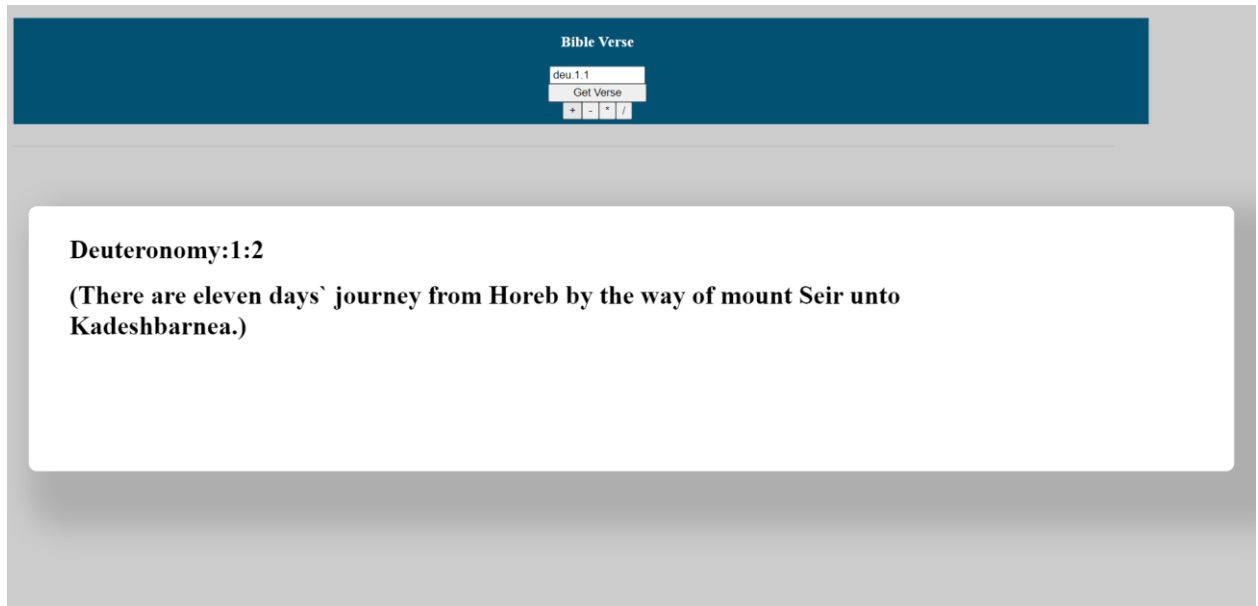 Bible Verse
deu.1.1
Get Verse
+ - * /
Deuteronomy:1:2
(There are eleven days` journey from Horeb by the way of mount Seir unto
Kadeshbarnea.)